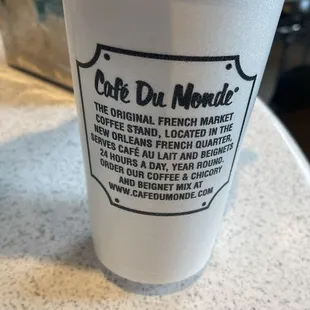 Café Du Monde®
THE ORIGINAL FRENCH MARKET
COFFEE STAND, LOCATED IN THE
NEW ORLEANS FRENCH QUARTER,
SERVES CAFÉ AU LAIT AND BEIGNETS
24 HOURS A DAY, YEAR ROUND.
ORDER OUR COFFEE & CHICORY
AND BEIGNET MIX AT
WWW.CAFEDUMONDE.COM.